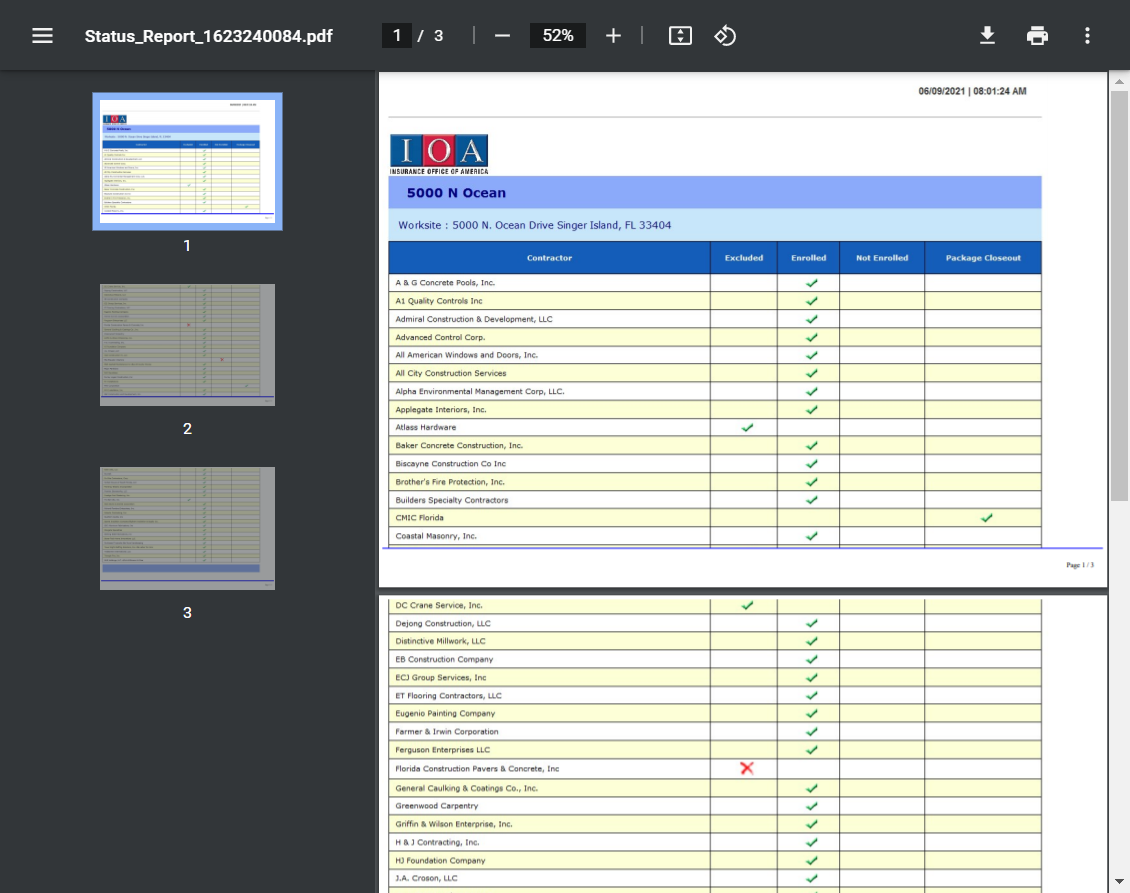 Status_Report_1623240084.pdf
1 / 3
52%
06/09/2021 | 08:01:24 AM
IOA
INSURANCE OFFICE OF AMERICA
5000 N Ocean
Worksite : 5000 N. Ocean Drive Singer Island, FL 33404
Contractor Excluded Enrolled Not Enrolled Package Closeout
A & G Concrete Pools, Inc.
A1 Quality Controls Inc
Admiral Construction & Development, LLC
Advanced Control Corp.
All American Windows and Doors, Inc.
All City Construction Services
Alpha Environmental Management Corp, LLC.
Applegate Interiors, Inc.
Atlass Hardware
Baker Concrete Construction, Inc.
Biscayne Construction Co Inc
Brother's Fire Protection, Inc.
Builders Specialty Contractors
CMIC Florida
Coastal Masonry, Inc.
Page 1 / 3
DC Crane Service, Inc.
Dejong Construction, LLC
Distinctive Millwork, LLC
EB Construction Company
ECJ Group Services, Inc
ET Flooring Contractors, LLC
Eugenio Painting Company
Farmer & Irwin Corporation
Ferguson Enterprises LLC
Florida Construction Pavers & Concrete, Inc
General Caulking & Coatings Co., Inc.
Greenwood Carpentry
Griffin & Wilson Enterprise, Inc.
H & J Contracting, Inc.
HJ Foundation Company
J.A. Croson, LLC
1
2
3